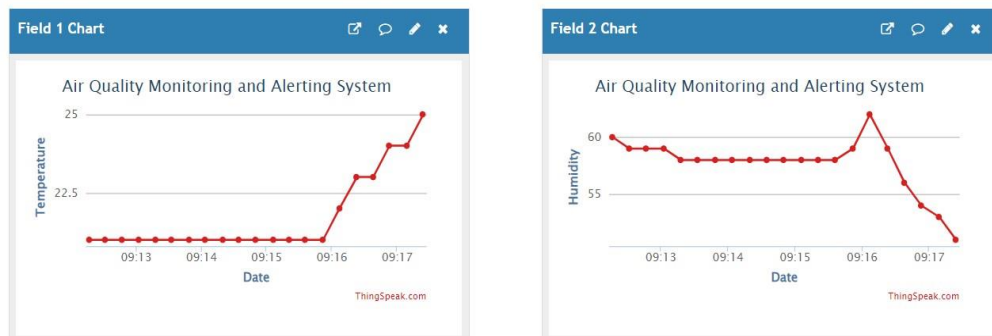 Field 1 Chart
Air Quality Monitoring and Alerting System
25
22.5
Temperature
09:13 09:14 09:15 09:16 09:17
Date
ThingSpeak.com
Field 2 Chart
Air Quality Monitoring and Alerting System
60
55
Humidity
09:13 09:14 09:15 09:16 09:17
Date
ThingSpeak.com